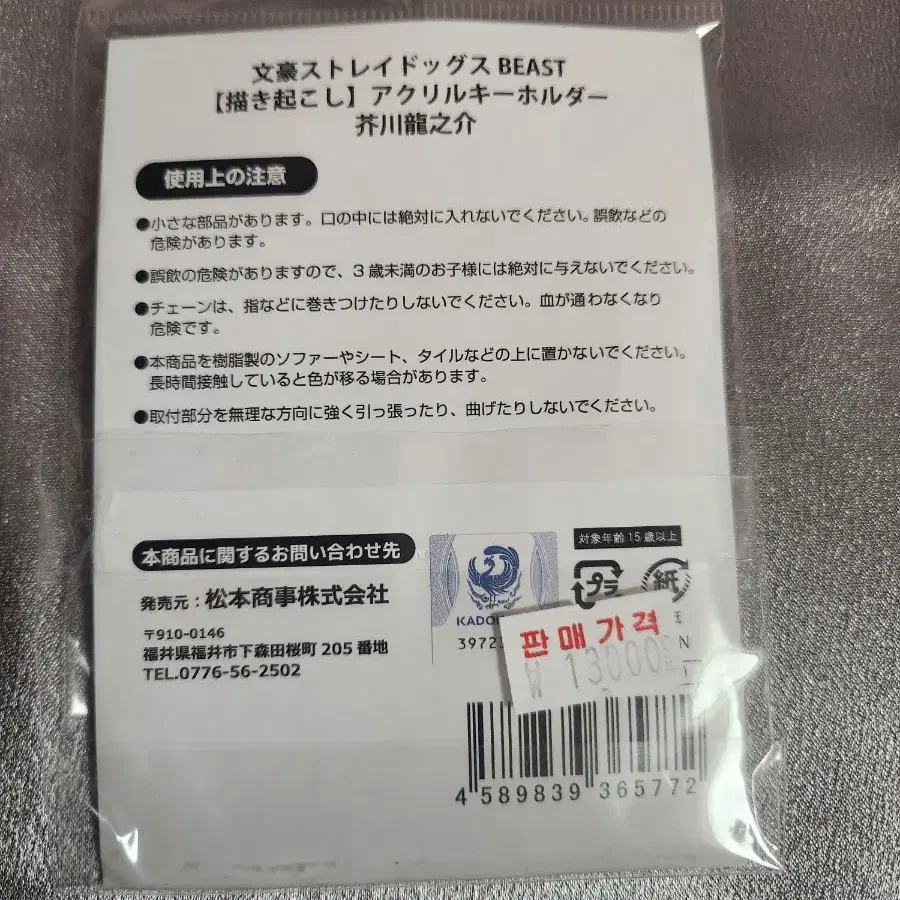 文豪ストレイドッグス BEAST
【描き起こし】アクリルキーホルダー
芥川龍之介
使用上の注意
●小さな部品があります。口の中には絶対に入れないでください。誤飲などの
危険があります。
●誤飲の危険がありますので、3歳未満のお子様には絶対に与えないでください。
●チェーンは、指などに巻きつけたりしないでください。血が通わなくなり
危険です。
●本商品を樹脂製のソファーやシート、タイルなどの上に置かないでください。
長時間接触していると色が移る場合があります。
●取付部分を無理な方向に強く引っ張ったり、曲げたりしないでください。
本商品に関するお問い合わせ先
発売元:松本商事株式会社
〒910-0146
福井県福井市下森田桜町 205 番地
TEL.0776-56-2502
対象年齢 15 歳以上
プラ
紙
판매가격
₩ 13000
4 589839 365772